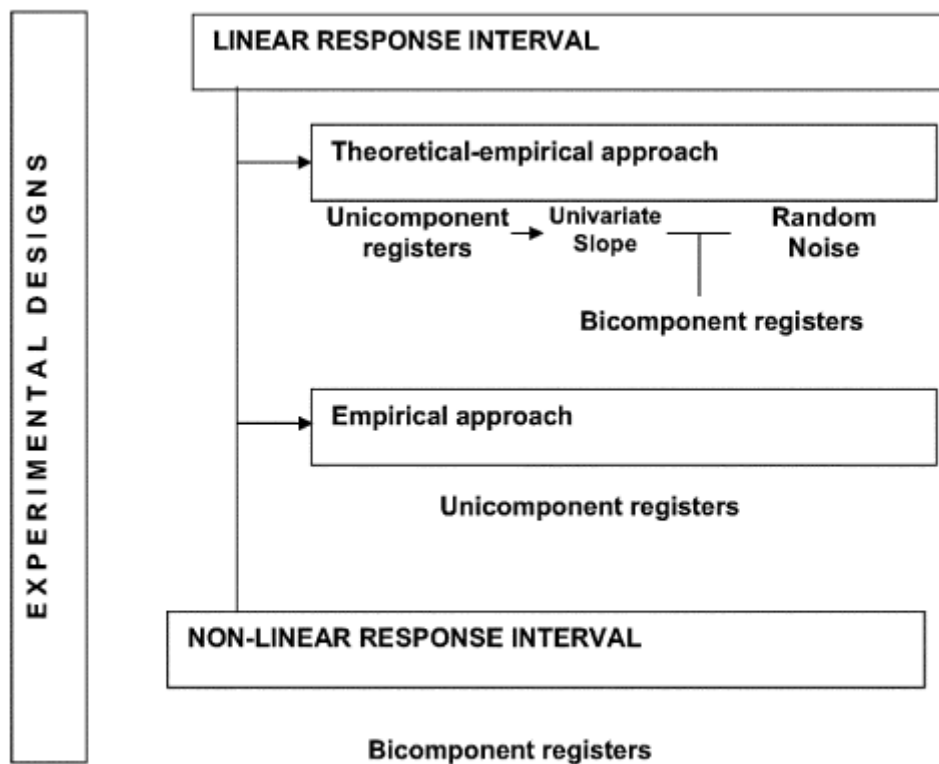 EXPERIMENTAL DESIGNS
LINEAR RESPONSE INTERVAL
Theoretical-empirical approach
Unicomponent registers
Univariate Slope
Random Noise
Bicomponent registers
Empirical approach
Unicomponent registers
NON-LINEAR RESPONSE INTERVAL
Bicomponent registers